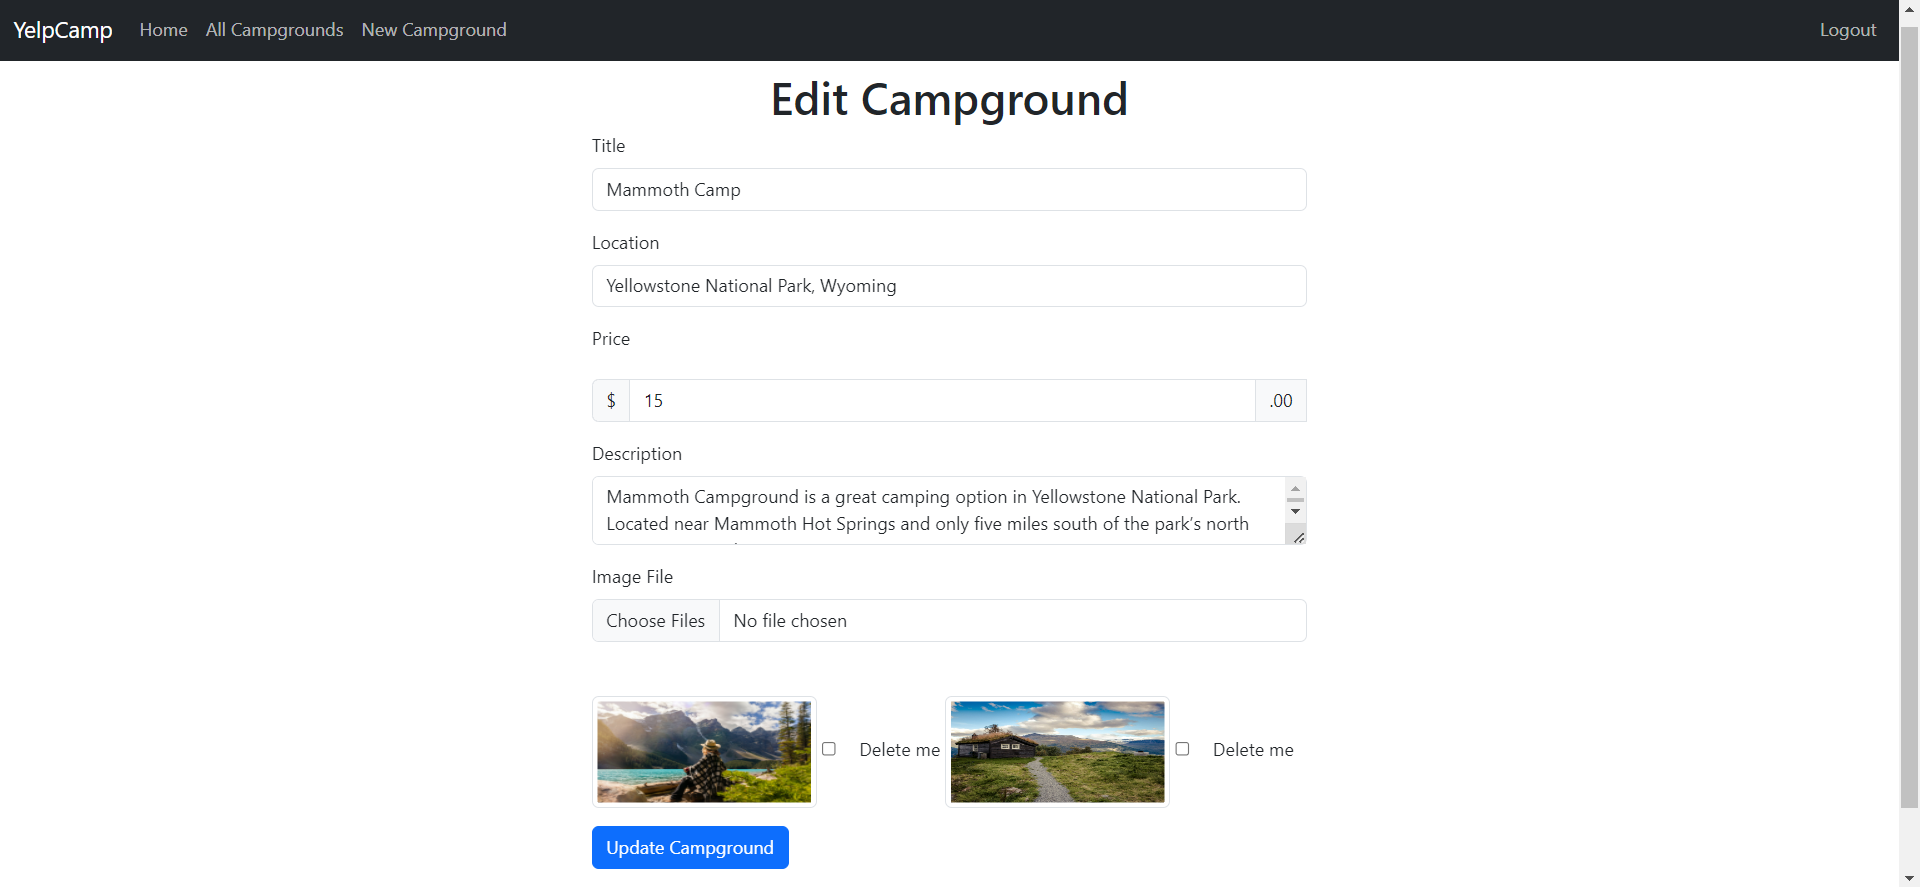 YelpCamp Home All Campgrounds New Campground Logout
Edit Campground
Title
Mammoth Camp
Location
Yellowstone National Park, Wyoming
Price
$ 15 .00
Description
Mammoth Campground is a great camping option in Yellowstone National Park.
Located near Mammoth Hot Springs and only five miles south of the park’s north
Image File
Choose Files No file chosen
Delete me Delete me
Update Campground